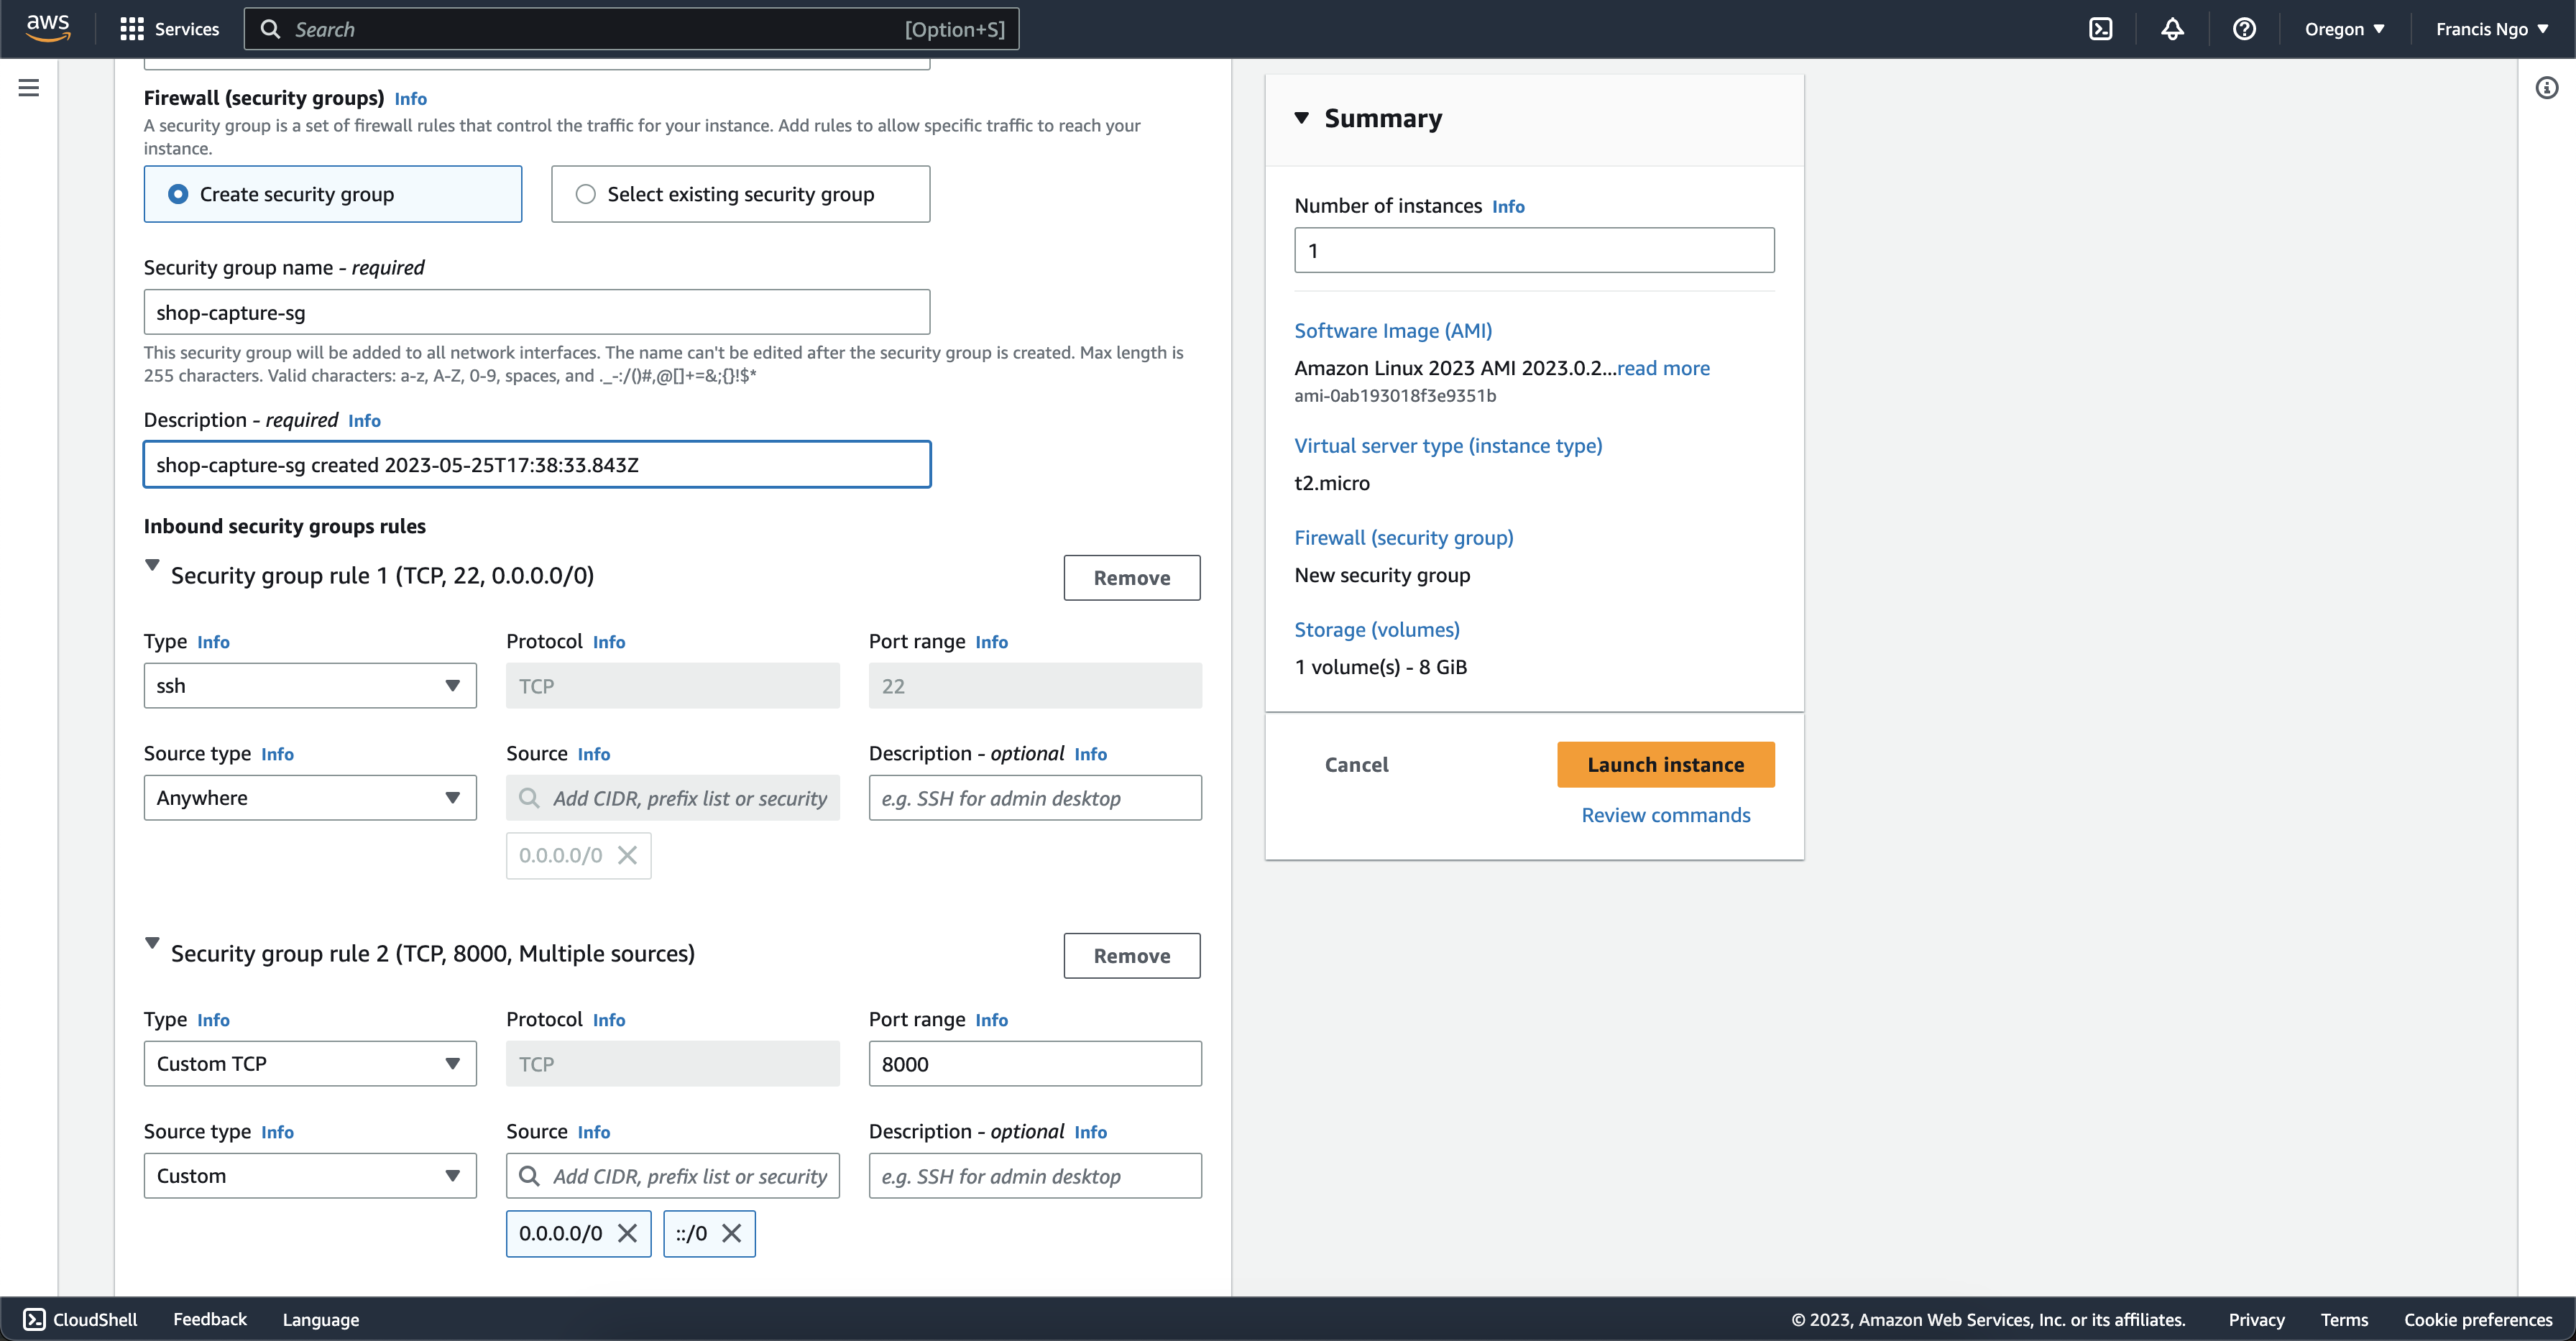 aws
Services
Search [Option+S]
Oregon
Francis Ngo
Firewall (security groups) Info
A security group is a set of firewall rules that control the traffic for your instance. Add rules to allow specific traffic to reach your
instance.
Create security group
Select existing security group
Security group name - required
shop-capture-sg
This security group will be added to all network interfaces. The name can't be edited after the security group is created. Max length is
255 characters. Valid characters: a-z, A-Z, 0-9, spaces, and ._-:/()#,@[]+=&;{}!$*
Description - required Info
shop-capture-sg created 2023-05-25T17:38:33.843Z
Inbound security groups rules
Security group rule 1 (TCP, 22, 0.0.0.0/0)
Remove
Type Info
Protocol Info
Port range Info
ssh
TCP
22
Source type Info
Source Info
Description - optional Info
Anywhere
Add CIDR, prefix list or security
e.g. SSH for admin desktop
0.0.0.0/0
Security group rule 2 (TCP, 8000, Multiple sources)
Remove
Type Info
Protocol Info
Port range Info
Custom TCP
TCP
8000
Source type Info
Source Info
Description - optional Info
Custom
Add CIDR, prefix list or security
e.g. SSH for admin desktop
0.0.0.0/0
::/0
Summary
Number of instances Info
1
Software Image (AMI)
Amazon Linux 2023 AMI 2023.0.2...read more
ami-0ab193018f3e9351b
Virtual server type (instance type)
t2.micro
Firewall (security group)
New security group
Storage (volumes)
1 volume(s) - 8 GiB
Cancel
Launch instance
Review commands
CloudShell
Feedback
Language
© 2023, Amazon Web Services, Inc. or its affiliates.
Privacy
Terms
Cookie preferences